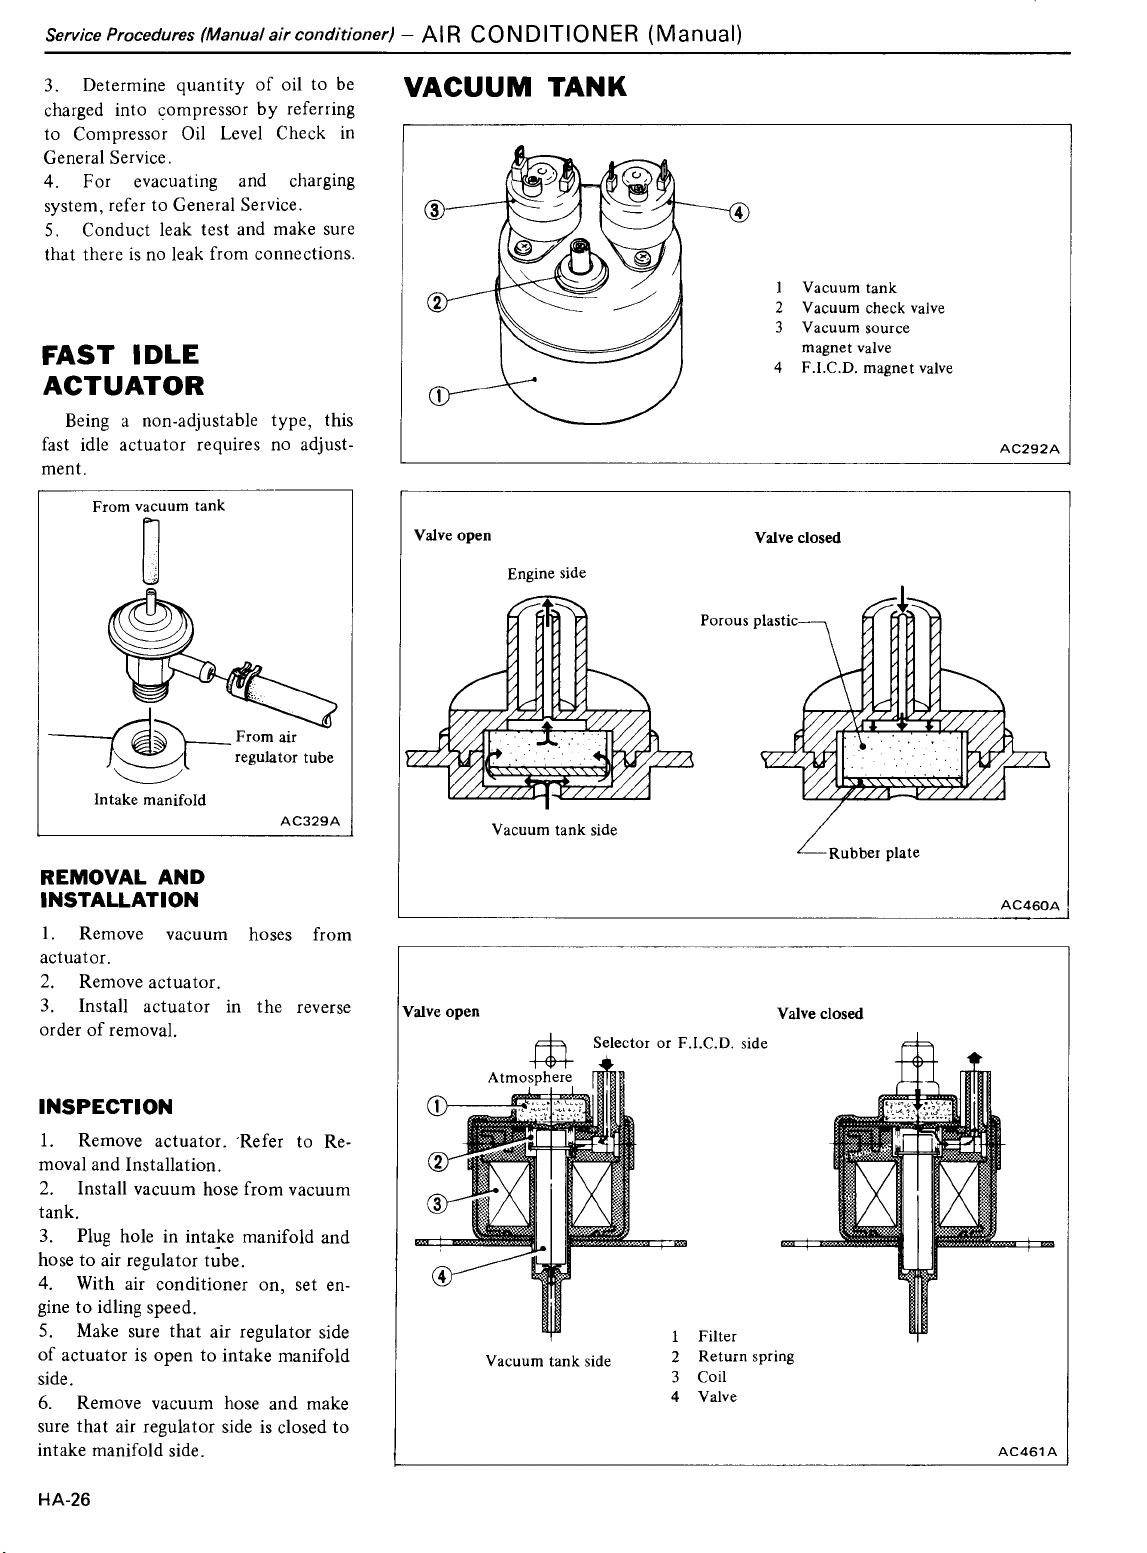 Service Procedures (Manual air conditioner) – AIR CONDITIONER (Manual)
3. Determine quantity of oil to be
charged into compressor by referring
to Compressor Oil Level Check in
General Service.
4. For evacuating and charging
system, refer to General Service.
5. Conduct leak test and make sure
that there is no leak from connections.
FAST IDLE
ACTUATOR
Being a non-adjustable type, this
fast idle actuator requires no adjust-
ment.
From vacuum tank
From air
regulator tube
Intake manifold
AC329A
REMOVAL AND
INSTALLATION
1. Remove vacuum hoses from
actuator.
2. Remove actuator.
3. Install actuator in the reverse
order of removal.
INSPECTION
1. Remove actuator. Refer to Re-
moval and Installation.
2. Install vacuum hose from vacuum
tank.
3. Plug hole in intake manifold and
hose to air regulator tube.
4. With air conditioner on, set en-
gine to idling speed.
5. Make sure that air regulator side
of actuator is open to intake manifold
side.
6. Remove vacuum hose and make
sure that air regulator side is closed to
intake manifold side.
VACUUM TANK
3
4
2
1
1 Vacuum tank
2 Vacuum check valve
3 Vacuum source
magnet valve
4 F.I.C.D. magnet valve
AC292A
Valve open
Valve closed
Engine side
Porous plastic
Vacuum tank side
Rubber plate
AC460A
Valve open
Valve closed
Selector or F.I.C.D. side
Atmosphere
1
2
3
4
Vacuum tank side
1 Filter
2 Return spring
3 Coil
4 Valve
AC461A
HA-26